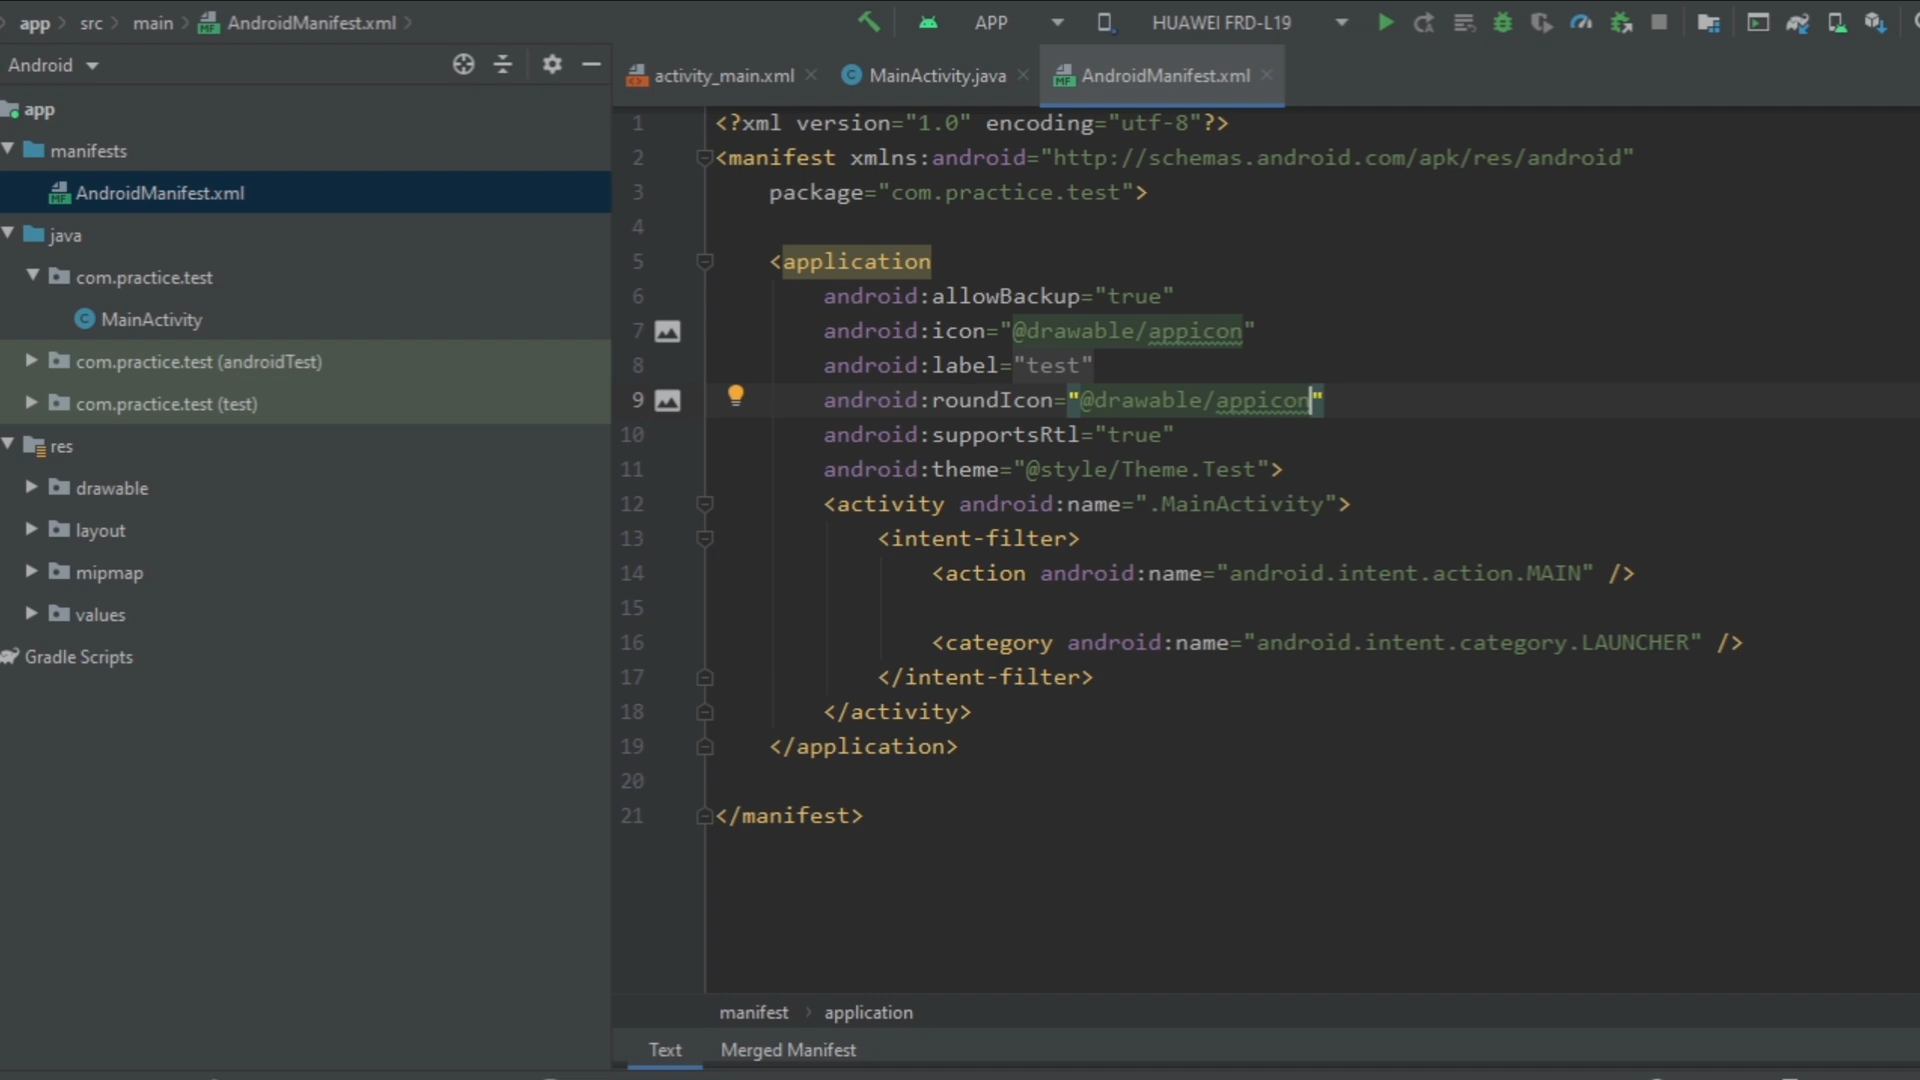 app src main AndroidManifest.xml
APP HUAWEI FRD-L19
Android
app
manifests
AndroidManifest.xml
java
com.practice.test
MainActivity
com.practice.test (androidTest)
com.practice.test (test)
res
drawable
layout
mipmap
values
Gradle Scripts
activity_main.xml MainActivity.java AndroidManifest.xml
1 <?xml version="1.0" encoding="utf-8"?>
2 <manifest xmlns:android="http://schemas.android.com/apk/res/android"
3 package="com.practice.test">
4
5 <application
6 android:allowBackup="true"
7 android:icon="@drawable/appicon"
8 android:label="test"
9 android:roundIcon="@drawable/appicon"
10 android:supportsRtl="true"
11 android:theme="@style/Theme.Test">
12 <activity android:name=".MainActivity">
13 <intent-filter>
14 <action android:name="android.intent.action.MAIN" />
15
16 <category android:name="android.intent.category.LAUNCHER" />
17 </intent-filter>
18 </activity>
19 </application>
20
21 </manifest>
manifest application
Text Merged Manifest